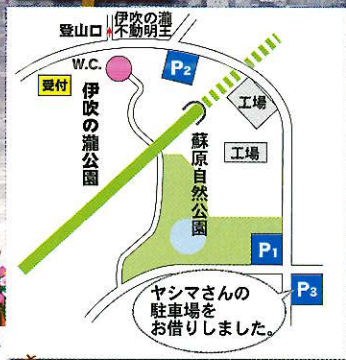 登山口
伊吹の瀧
不動明王
W.C.
P2
受付
伊吹の瀧公園
工場
工場
蘇原自然公園
P1
P3
ヤシマさんの
駐車場を
お借りしました。